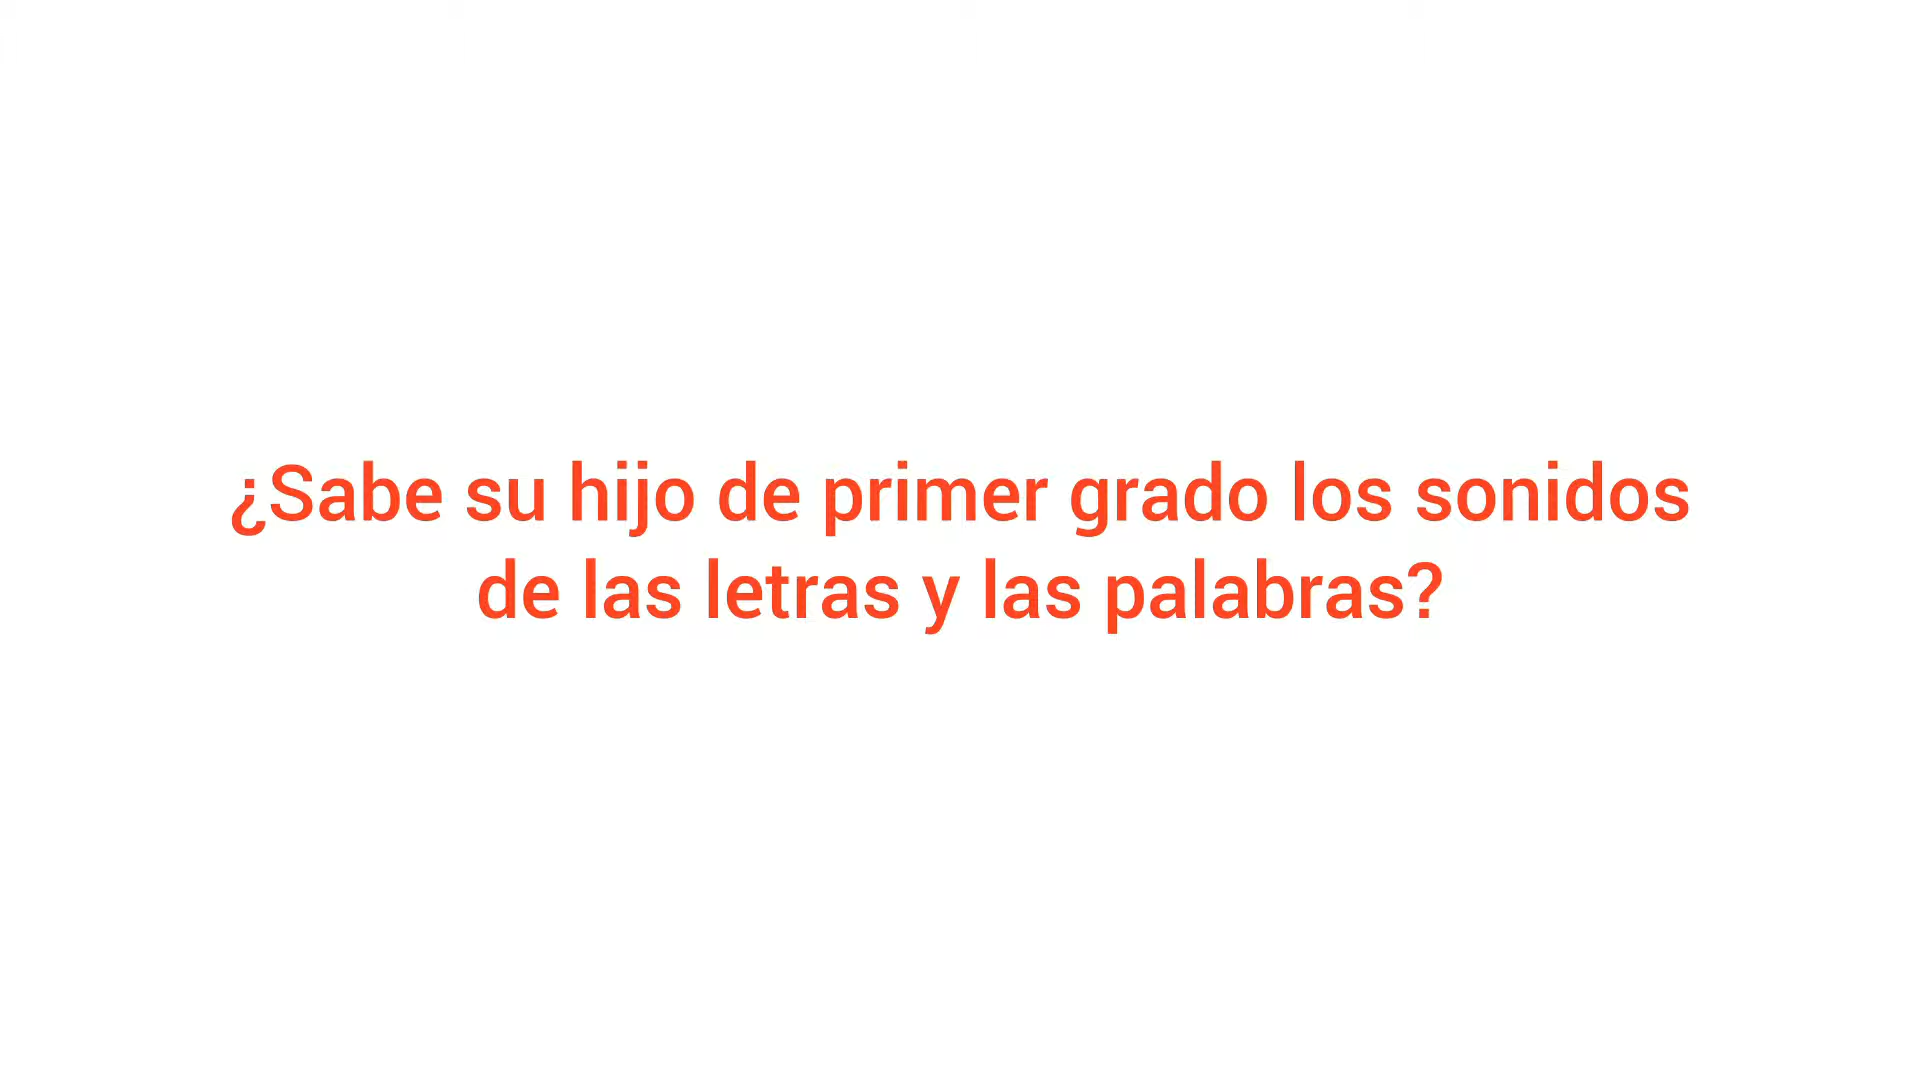 ¿Sabe su hijo de primer grado los sonidos
de las letras y las palabras?